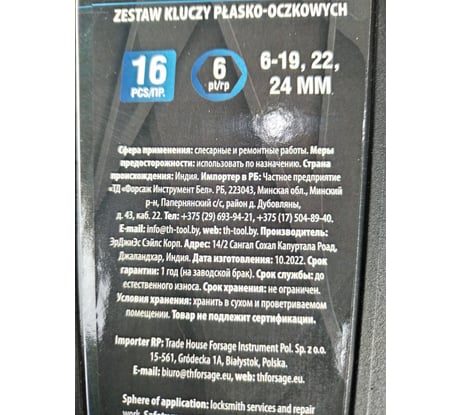 ZESTAW KLUCZY PŁASKO-OCZKOWYCH
16
PCS/ПР.
6
pt/гр
6-19, 22,
24 MM
Сфера применения: слесарные и ремонтные работы. Меры
предосторожности: использовать по назначению. Страна
происхождения: Индия. Импортер в РБ: Частное предприятие
«ТД «Форсаж Инструмент Бел». РБ, 223043, Минская обл., Минский
р-н, Папернянский с/с, район д. Дубовляны,
д. 43, каб. 22. Тел.: +375 (29) 693-94-21, +375 (17) 504-89-40.
E-mail: info@th-tool.by, web: th-tool.by. Производитель:
ЭрДжиЭс Сэйлс Корп. Адрес: 14/2 Сангал Сохал Капуртала Роад,
Джаландхар, Индия. Дата изготовления: 10.2022. Срок
гарантии: 1 год (на заводской брак). Срок службы: до
естественного износа. Срок хранения: не ограничен.
Условия хранения: хранить в сухом и проветриваемом
помещении. Товар не подлежит сертификации.
Importer RP: Trade House Forsage Instrument Pol. Sp. z o.o.
15-561, Gródecka 1A, Białystok, Polska.
E-mail: biuro@thforsage.eu, web: thforsage.eu.
Sphere of application: locksmith services and repair
work.